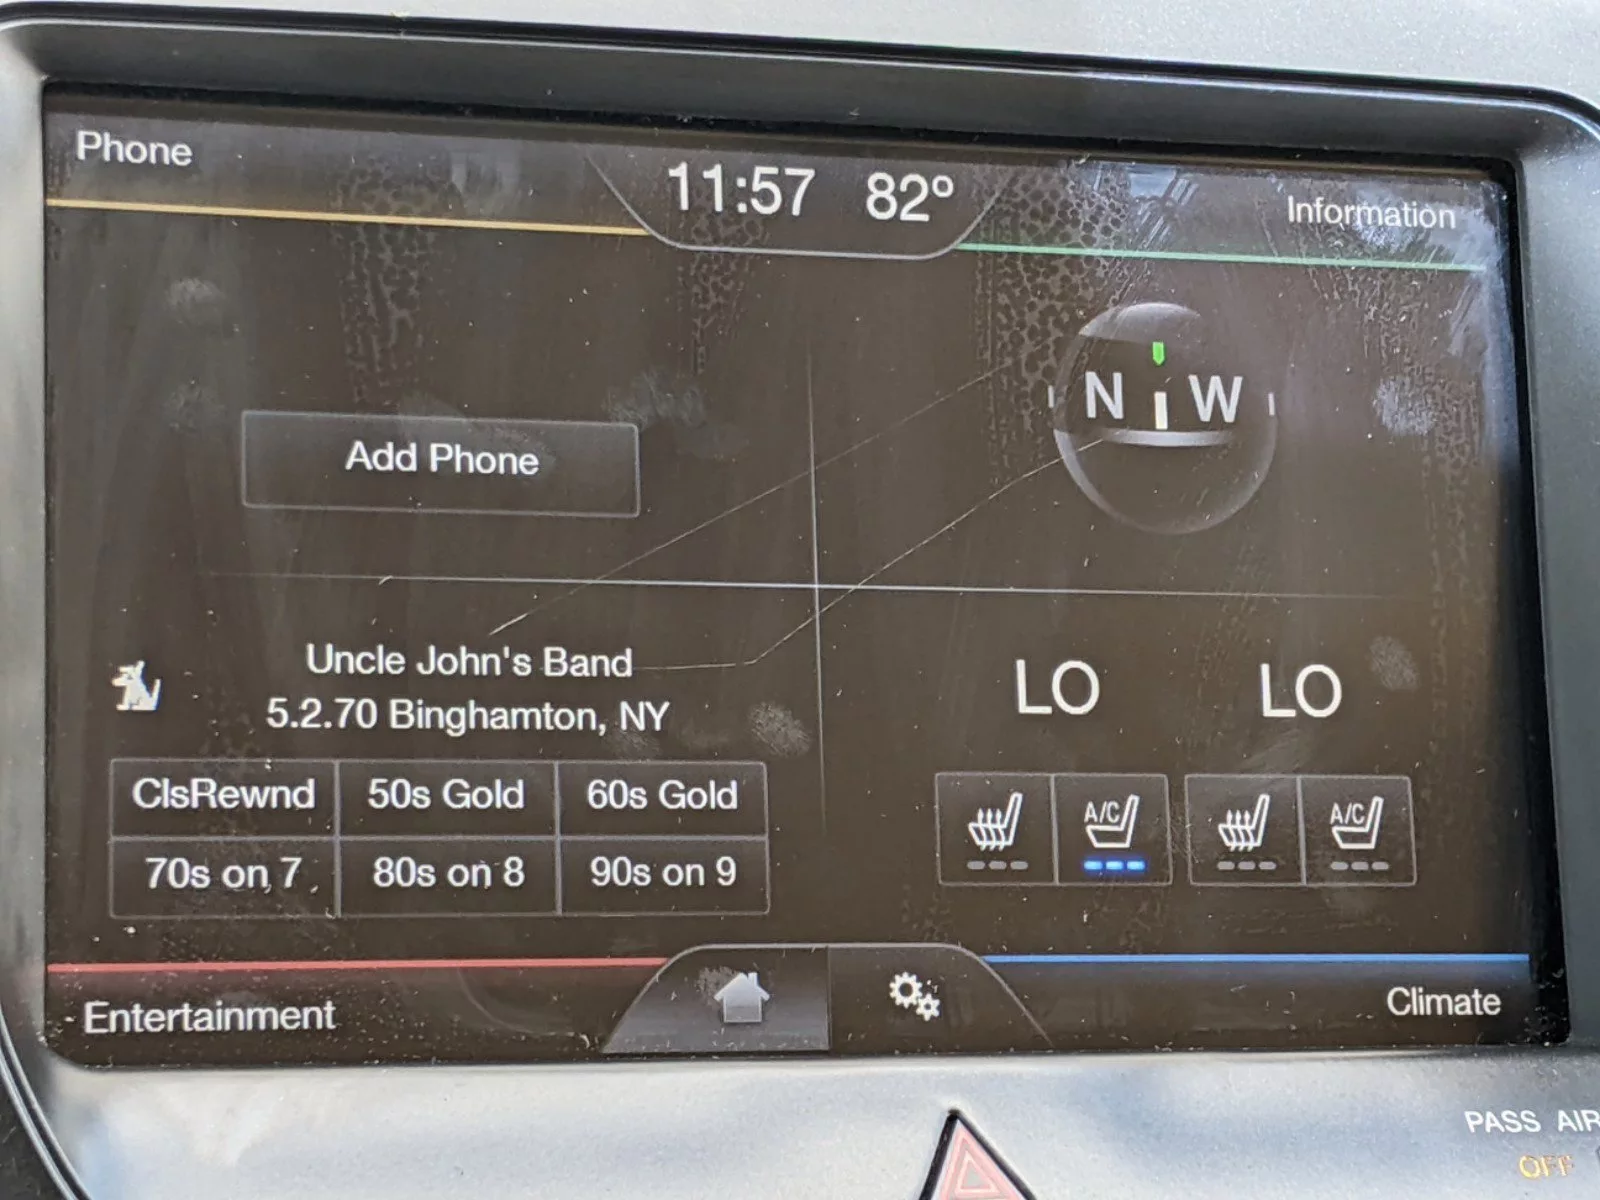 Phone
11:57 82°
Information
N W
Add Phone
Uncle John's Band
5.2.70 Binghamton, NY
ClsRewnd 50s Gold 60s Gold
70s on 7 80s on 8 90s on 9
LO LO
A/C A/C
Entertainment
Climate
PASS AIR
OFF